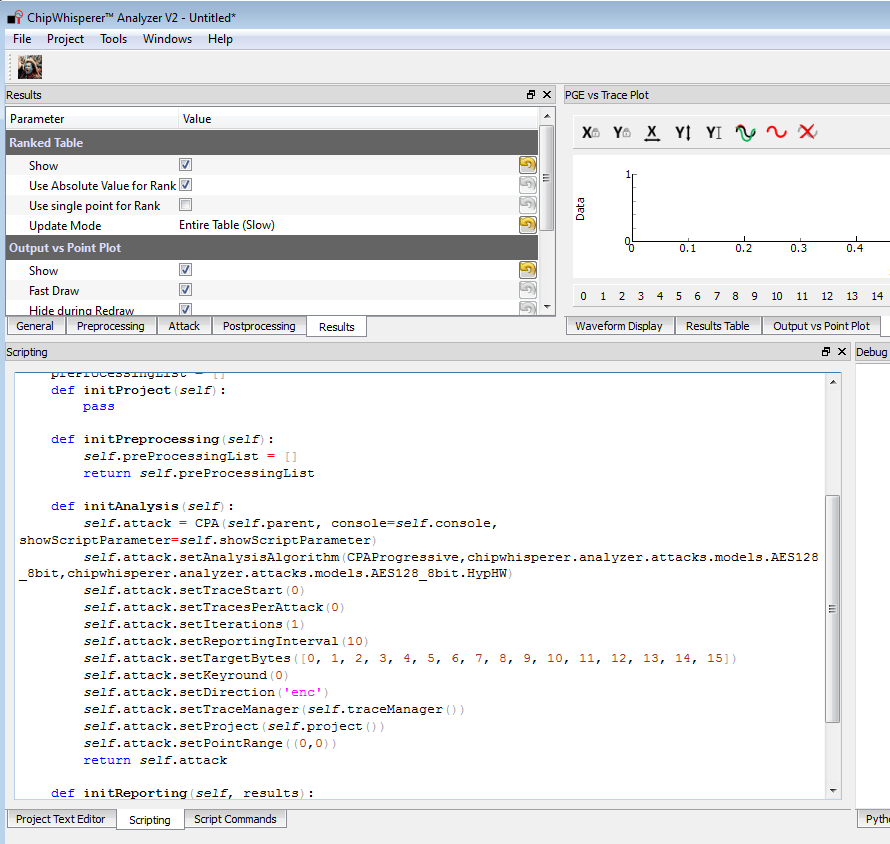 ChipWhisperer™ Analyzer V2 - Untitled*
File Project Tools Windows Help
Results
Parameter Value
Ranked Table
Show
Use Absolute Value for Rank
Use single point for Rank
Update Mode Entire Table (Slow)
Output vs Point Plot
Show
Fast Draw
Hide during Redraw
General Preprocessing Attack Postprocessing Results
PGE vs Trace Plot
X Y X Y Y
1
Data
0
0 0.1 0.2 0.3 0.4
0 1 2 3 4 5 6 7 8 9 10 11 12 13 14
Waveform Display Results Table Output vs Point Plot
Scripting
preProcessingList = []
def initProject(self):
pass
def initPreprocessing(self):
self.preProcessingList = []
return self.preProcessingList
def initAnalysis(self):
self.attack = CPA(self.parent, console=self.console,
showScriptParameter=self.showScriptParameter)
self.attack.setAnalysisAlgorithm(CPAProgressive,chipwhisperer.analyzer.attacks.models.AES128
_8bit,chipwhisperer.analyzer.attacks.models.AES128_8bit.HypHW)
self.attack.setTraceStart(0)
self.attack.setTracesPerAttack(0)
self.attack.setIterations(1)
self.attack.setReportingInterval(10)
self.attack.setTargetBytes([0, 1, 2, 3, 4, 5, 6, 7, 8, 9, 10, 11, 12, 13, 14, 15])
self.attack.setKeyround(0)
self.attack.setDirection('enc')
self.attack.setTraceManager(self.traceManager())
self.attack.setProject(self.project())
self.attack.setPointRange((0,0))
return self.attack
def initReporting(self, results):
Project Text Editor Scripting Script Commands
Debug
Pytho